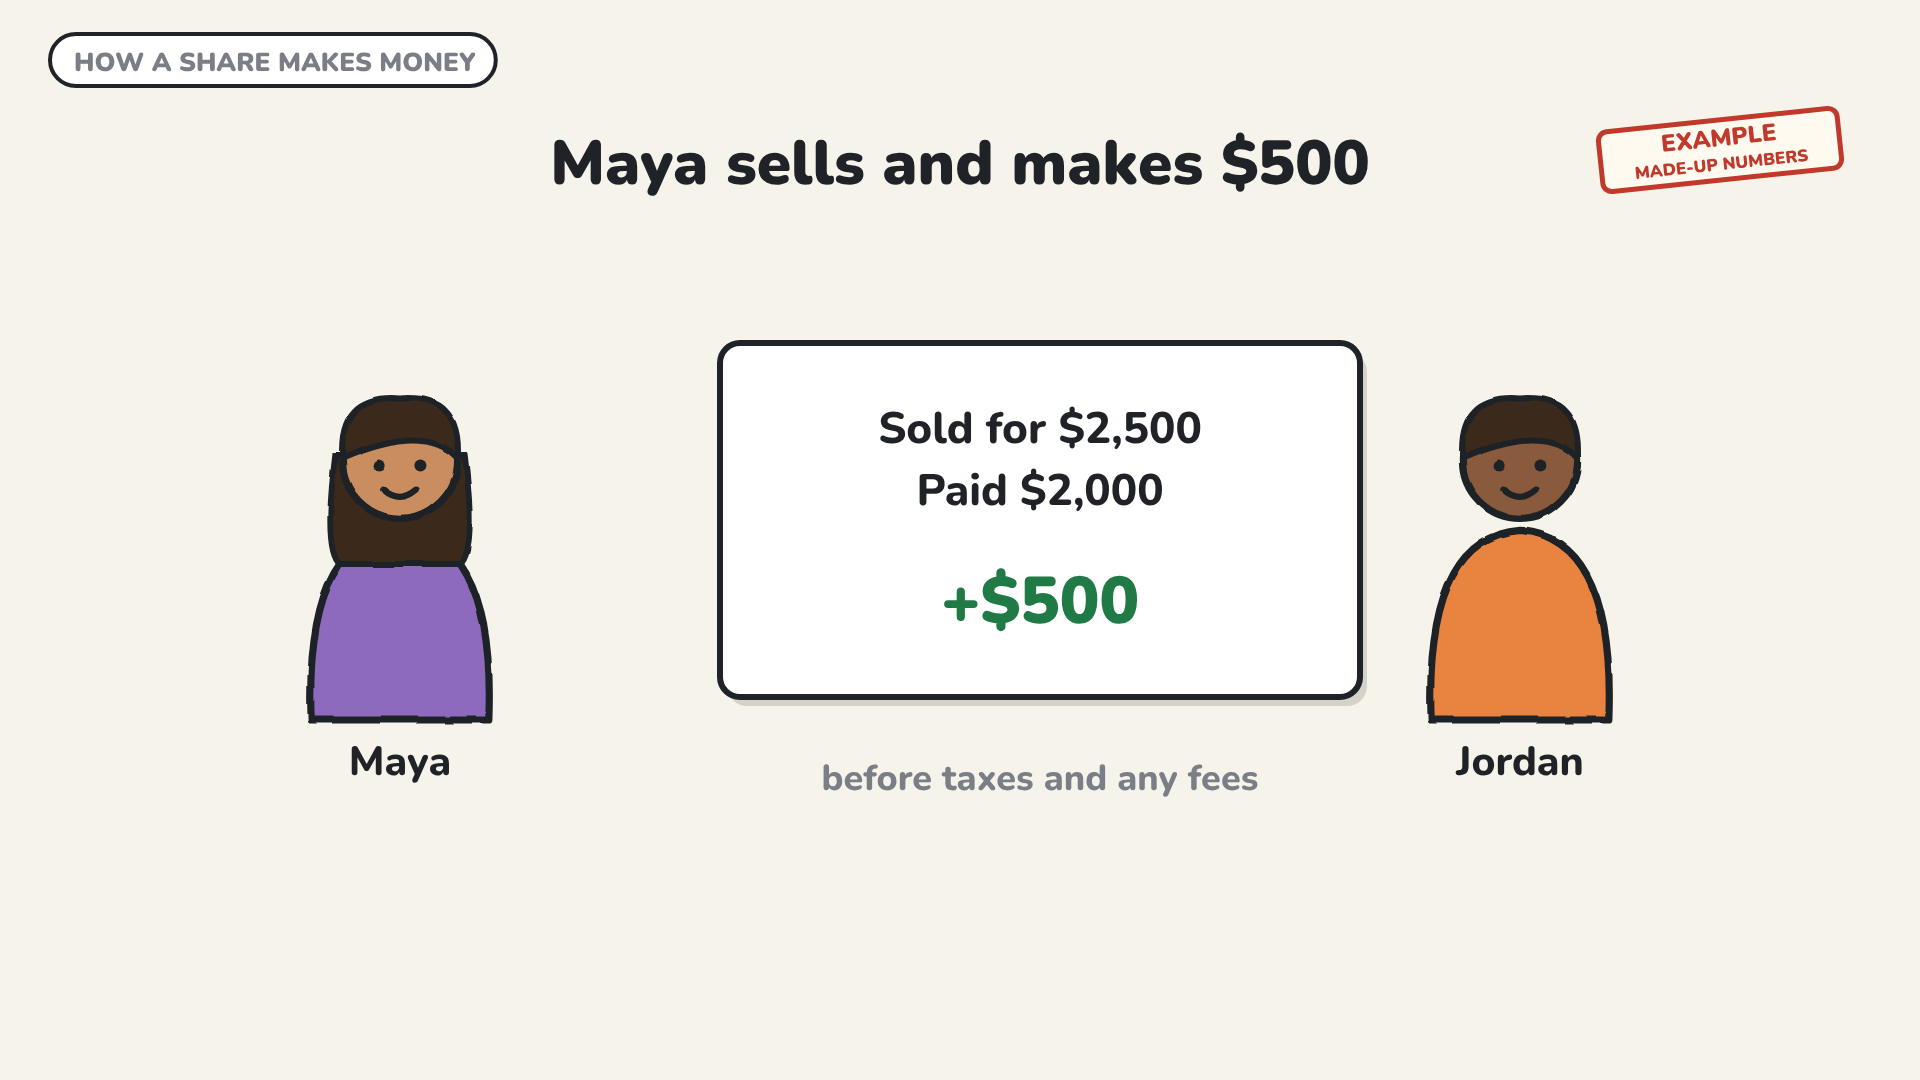 HOW A SHARE MAKES MONEY
Maya sells and makes $500
EXAMPLE
MADE-UP NUMBERS
Sold for $2,500
Paid $2,000
+$500
Maya
Jordan
before taxes and any fees